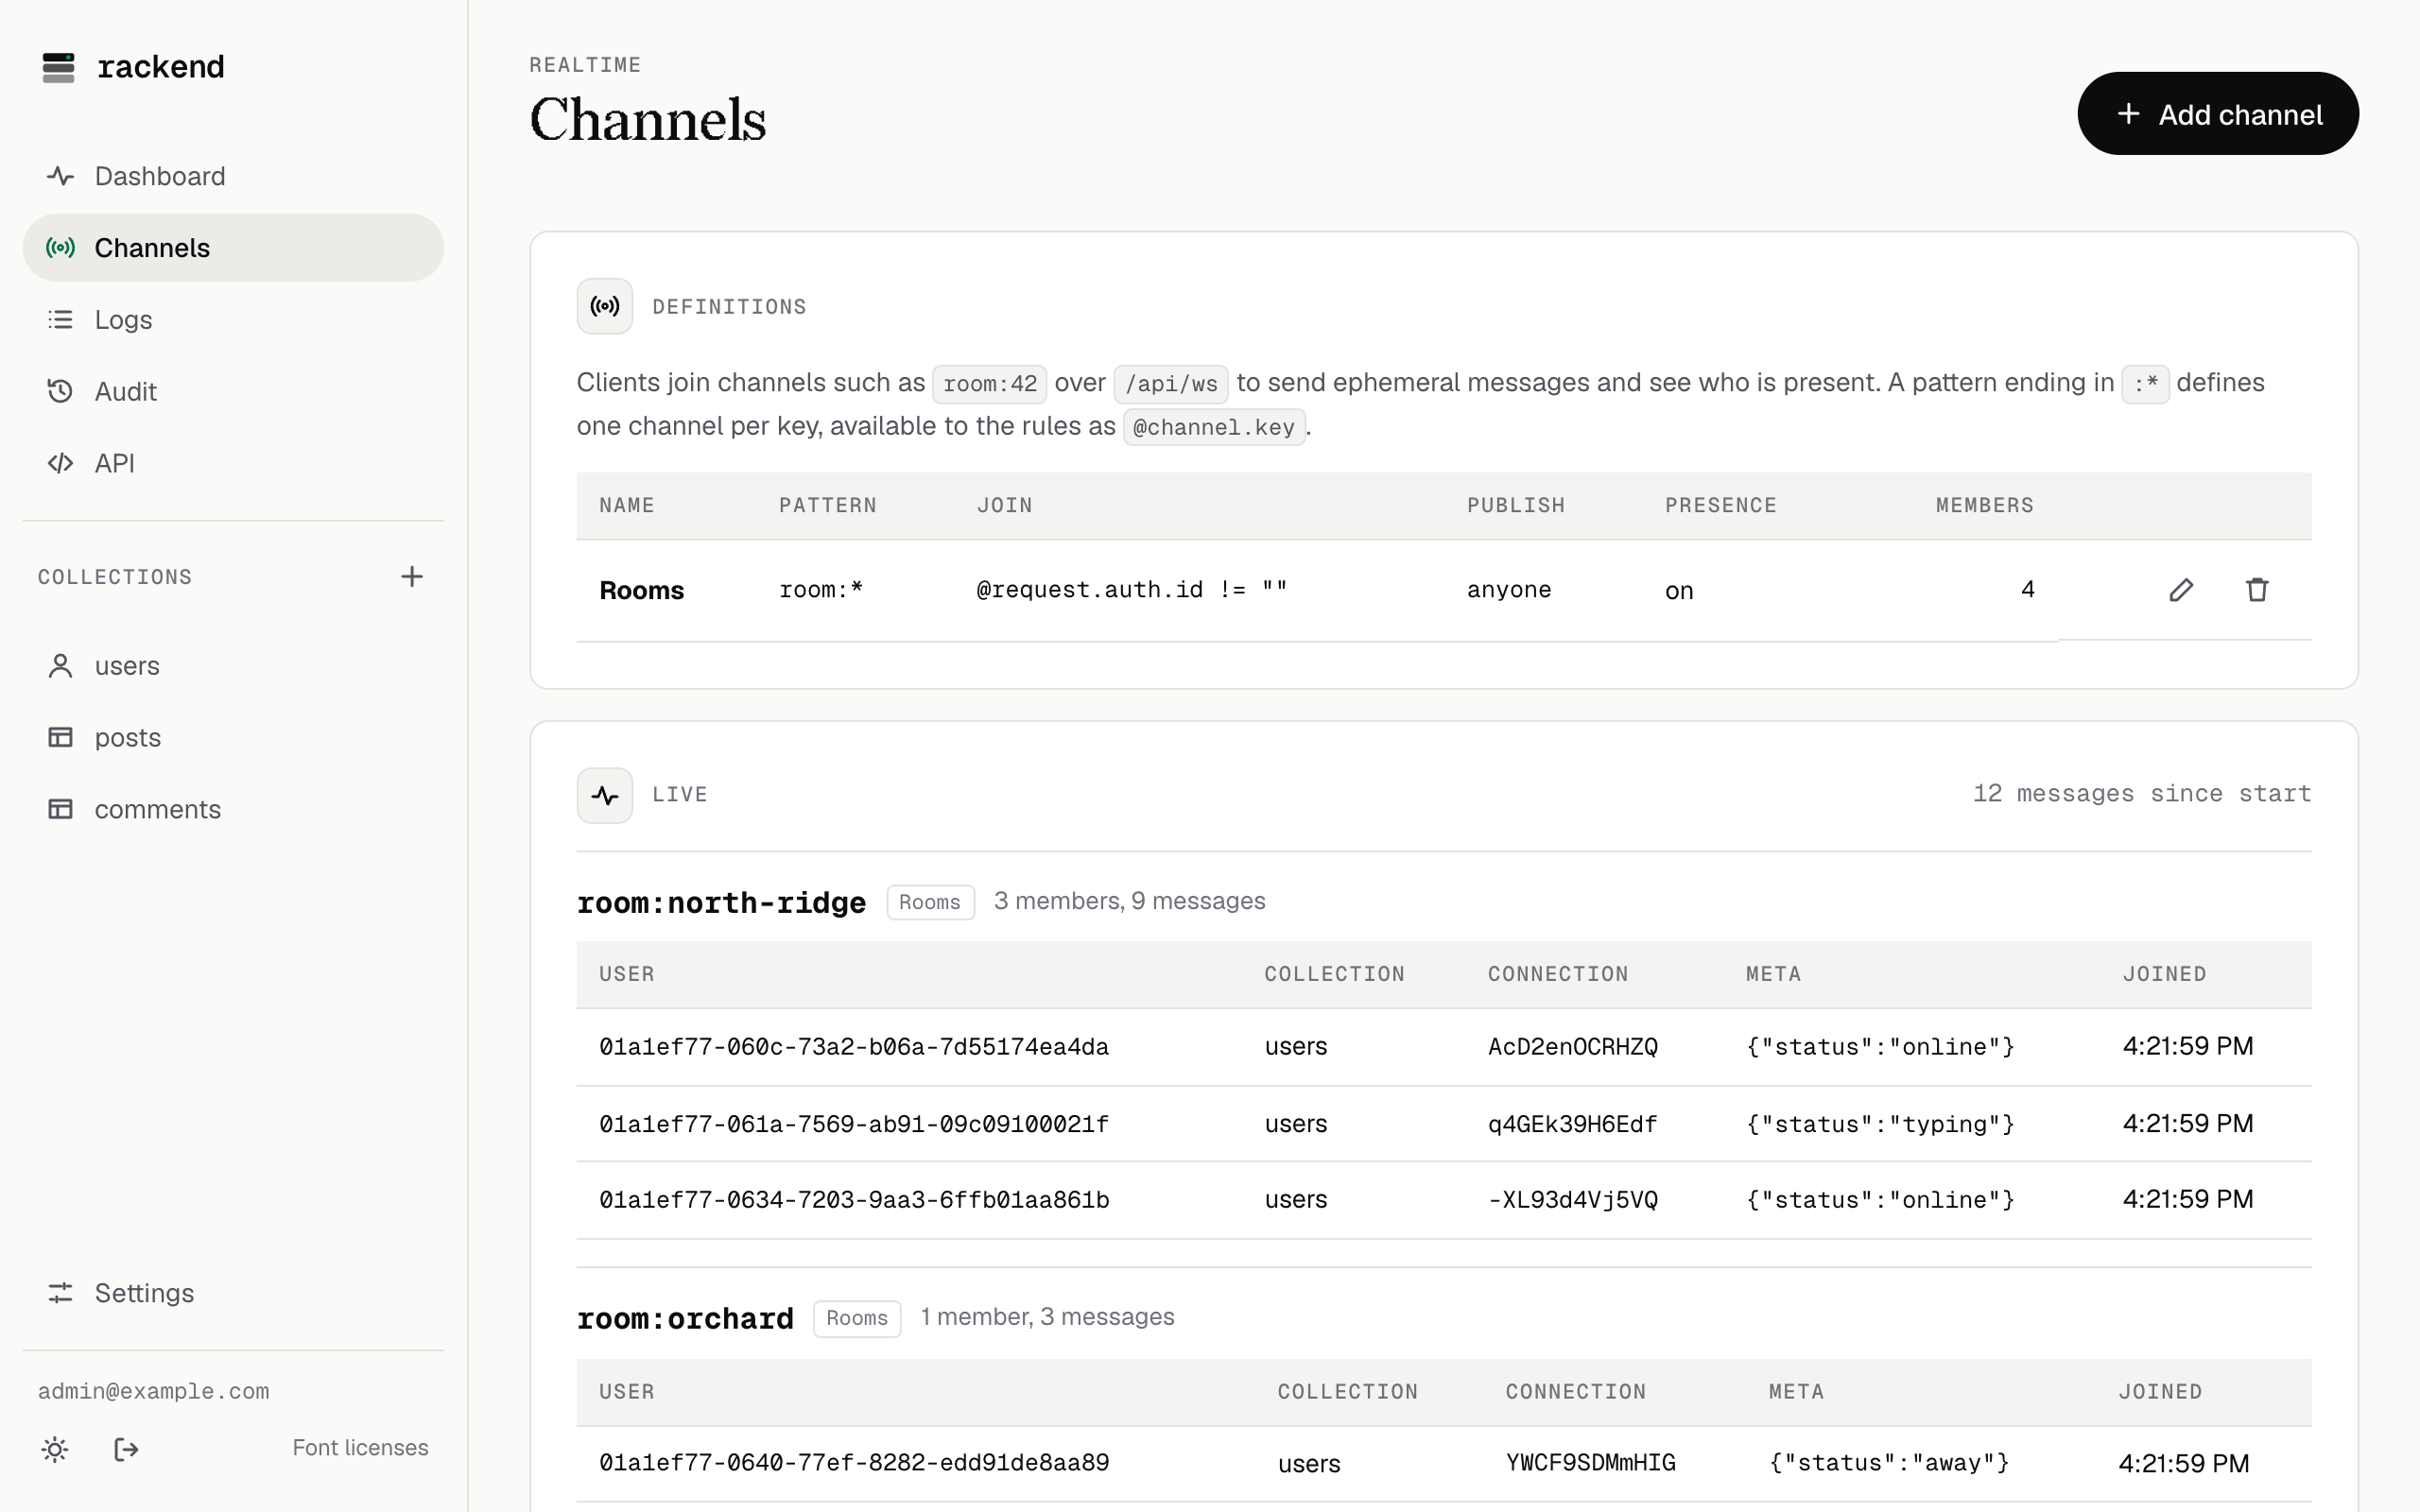 rackend
Dashboard
Channels
Logs
Audit
API
COLLECTIONS
users
posts
comments
Settings
admin@example.com
Font licenses
REALTIME
Channels
Add channel
DEFINITIONS
Clients join channels such as room:42 over /api/ws to send ephemeral messages and see who is present. A pattern ending in :* defines
one channel per key, available to the rules as @channel.key.
NAME PATTERN JOIN PUBLISH PRESENCE MEMBERS
Rooms room:* @request.auth.id != "" anyone on 4
LIVE 12 messages since start
room:north-ridge Rooms 3 members, 9 messages
USER COLLECTION CONNECTION META JOINED
01a1ef77-060c-73a2-b06a-7d55174ea4da users AcD2enOCRHZQ {"status":"online"} 4:21:59 PM
01a1ef77-061a-7569-ab91-09c09100021f users q4GEk39H6Edf {"status":"typing"} 4:21:59 PM
01a1ef77-0634-7203-9aa3-6ffb01aa861b users -XL93d4Vj5VQ {"status":"online"} 4:21:59 PM
room:orchard Rooms 1 member, 3 messages
USER COLLECTION CONNECTION META JOINED
01a1ef77-0640-77ef-8282-edd91de8aa89 users YWCF9SDMmHIG {"status":"away"} 4:21:59 PM